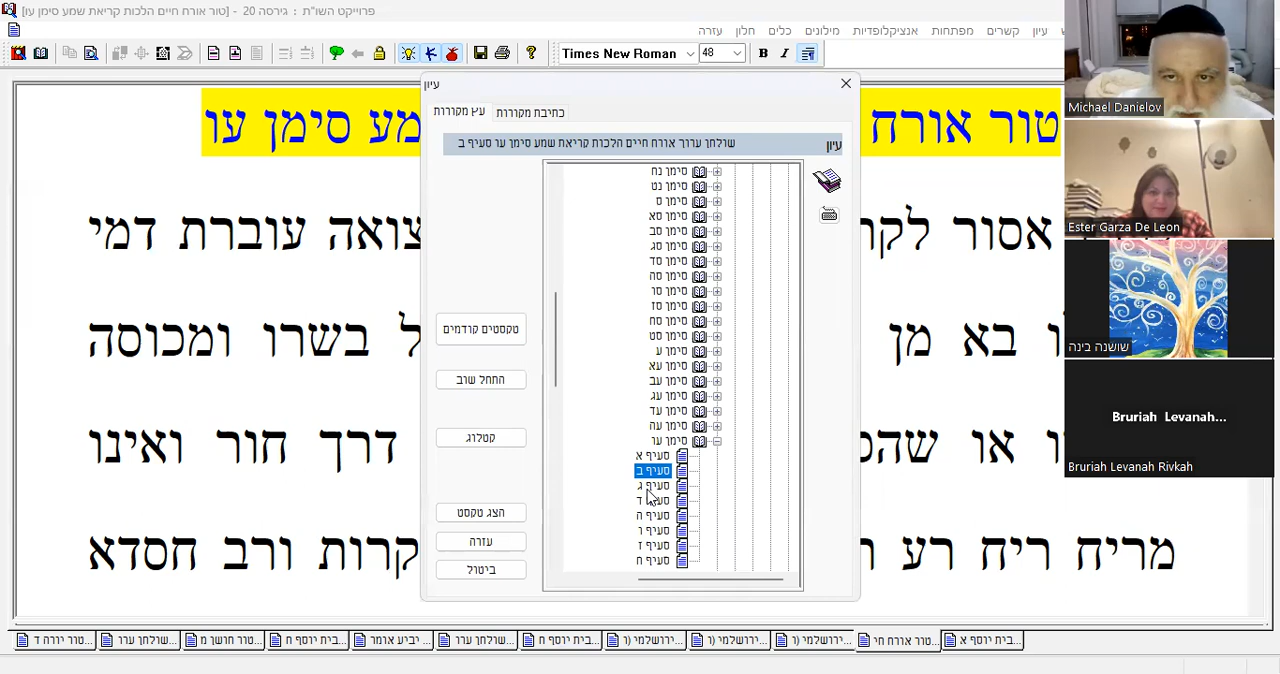 פרוייקט השו"ת : גירסה 20 - [טור אורח חיים הלכות קריאת שמע סימן עו]
עיון קשרים מפתחות אנציקלופדיות מילונים כלים חלון עזרה
Times New Roman 48 B I
טור אורח מע סימן עו
אסור לקר צואה עוברת דמי
ו בא מן ל בשרו ומכוסה
ו או שהכ דרך חור ואינו
מריח ריח רע ו קרות ורב חסדא
עיון
עץ מקורות כתיבת מקורות
עיון שולחן ערוך אורח חיים הלכות קריאת שמע סימן עו סעיף ב
סימן נח
סימן נט
סימן ס
סימן סא
סימן סב
סימן סג
סימן סד
סימן סה
סימן סו
סימן סז
סימן סח
סימן סט
סימן ע
סימן עא
סימן עב
סימן עג
סימן עד
סימן עה
סימן עו
סעיף א
סעיף ב
סעיף ג
סעיף ד
סעיף ה
סעיף ו
סעיף ז
סעיף ח
טקסטים קודמים
התחל שוב
קטלוג
הצג טקסט
עזרה
ביטול
Michael Danielov
Ester Garza De Leon
שושנה בינה
Bruriah Levanah...
Bruriah Levanah Rivkah
בית יוסף א...
טור אורח חי...
ירושלמי (ו...
ירושלמי (ו...
ירושלמי (ו...
בית יוסף ח...
שולחן ערו...
יביע אומר...
בית יוסף ח...
טור חושן מ...
שולחן ערו...
טור יורה ד...